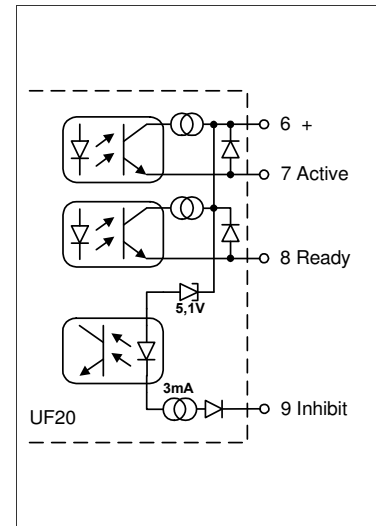 6 +
7 Active
8 Ready
5,1V
3mA
9 Inhibit
UF20